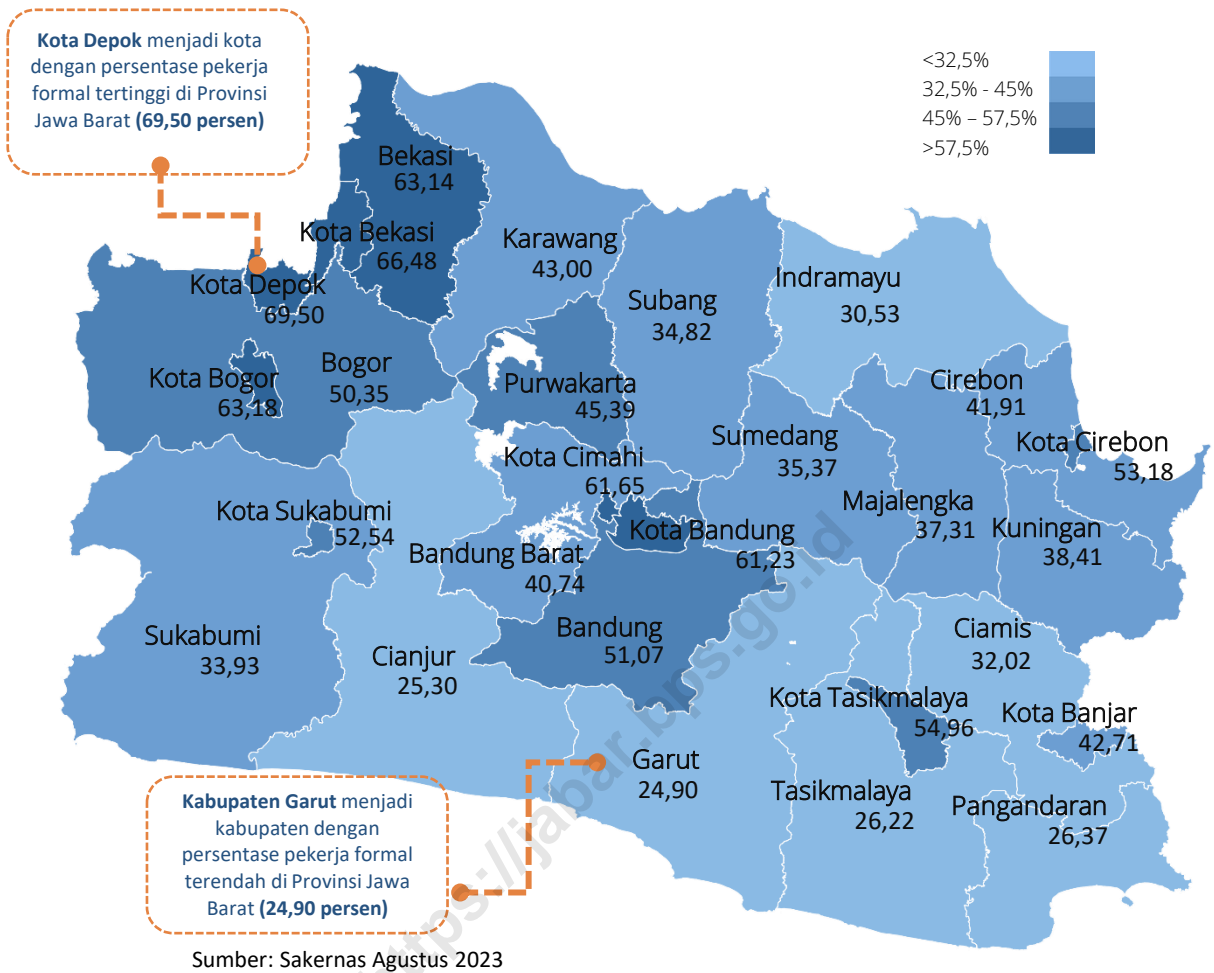 Kota Depok menjadi kota
dengan persentase pekerja
formal tertinggi di Provinsi
Jawa Barat (69,50 persen)
<32,5%
32,5% - 45%
45% – 57,5%
>57,5%
Bekasi
63,14
Kota Bekasi
66,48
Karawang
43,00
Kota Depok
69,50
Subang
34,82
Indramayu
30,53
Kota Bogor
63,18
Bogor
50,35
Purwakarta
45,39
Cirebon
41,91
Kota Cirebon
53,18
Sumedang
35,37
Kota Cimahi
61,65
Majalengka
37,31
Kuningan
38,41
Kota Sukabumi
52,54
Kota Bandung
61,23
Bandung Barat
40,74
Sukabumi
33,93
Cianjur
25,30
Bandung
51,07
Ciamis
32,02
Kota Tasikmalaya
54,96
Kota Banjar
42,71
Garut
24,90
Tasikmalaya
26,22
Pangandaran
26,37
Kabupaten Garut menjadi
kabupaten dengan
persentase pekerja formal
terendah di Provinsi Jawa
Barat (24,90 persen)
https://jabar.bps.go.id
Sumber: Sakernas Agustus 2023